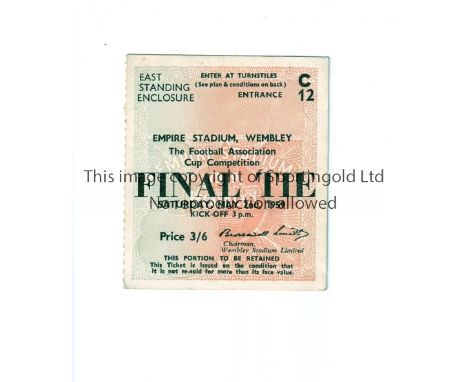 EAST
STANDING
ENCLOSURE
ENTER AT TURNSTILES
(See plan & conditions on back)
ENTRANCE
C
12
EMPIRE STADIUM, WEMBLEY
The Football Association
Cup Competition
This image copyright of Sportinggold Ltd
FINAL TIE
No reproduction allowed
SATURDAY, MAY 2nd, 1959
KICK-OFF 3 p.m.
Price 3/6
Chairman,
Wembley Stadium Limited
THIS PORTION TO BE RETAINED
This Ticket is issued on the condition that
it is not re-sold for more than its face value.